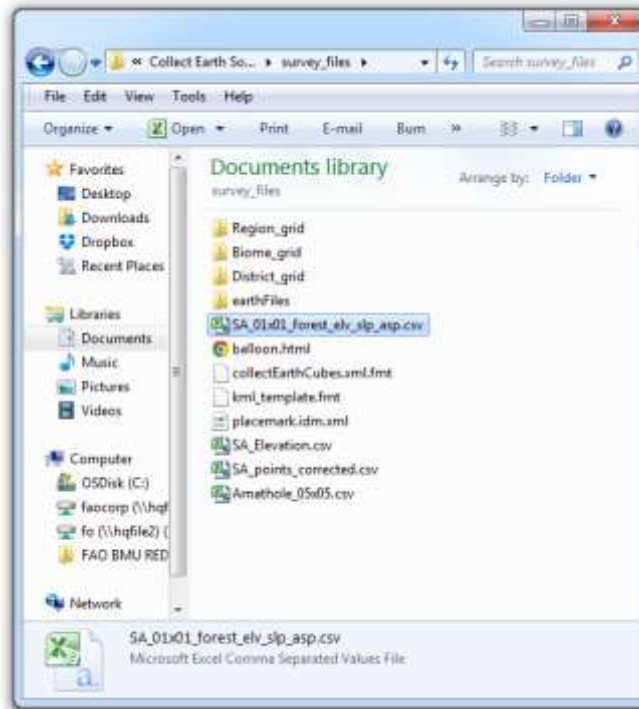 « Collect Earth So... ▸ survey_files ▸
Search survey_files
File Edit View Tools Help
Organize Open Print E-mail Burn »
Favorites
Desktop
Downloads
Dropbox
Recent Places
Libraries
Documents
Music
Pictures
Videos
Computer
OSDisk (C:)
faocorp (\\hqf
fo (\\hqfile2) (
FAO BMU RED
Network
Documents library
survey_files
Arrange by: Folder
Region_grid
Biome_grid
District_grid
earthFiles
SA_01x01_forest_elv_slp_asp.csv
balloon.html
collectEarthCubes.xml.fmt
kml_template.fmt
placemark.idm.xml
SA_Elevation.csv
SA_points_corrected.csv
Amathole_05x05.csv
SA_01x01_forest_elv_slp_asp.csv
Microsoft Excel Comma Separated Values File
a,